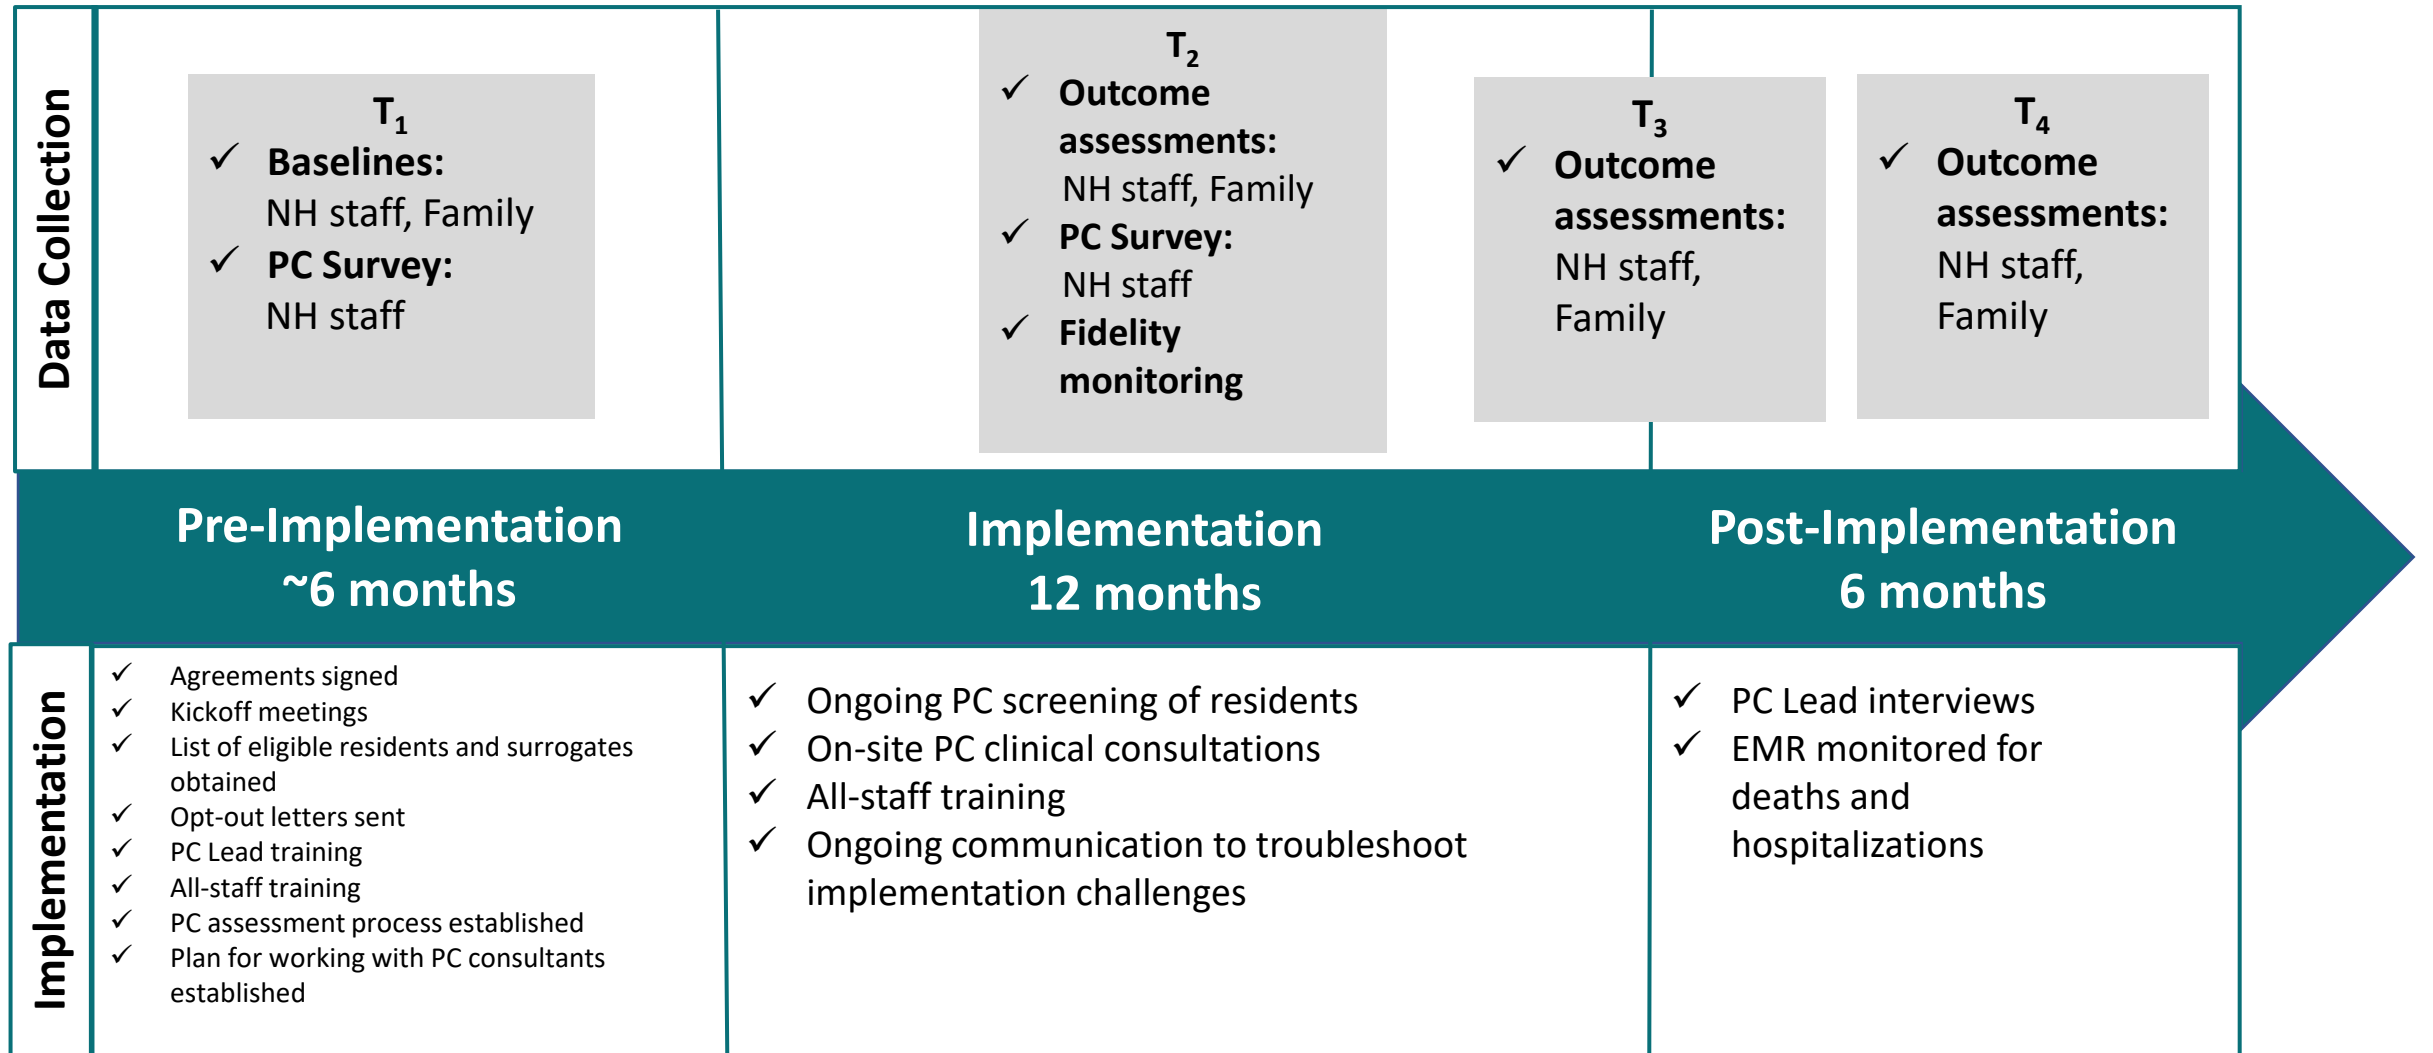 Data Collection
T1
✓ Baselines:
NH staff, Family
✓ PC Survey:
NH staff
T2
✓ Outcome
assessments:
NH staff, Family
✓ PC Survey:
NH staff
✓ Fidelity
monitoring
T3
✓ Outcome
assessments:
NH staff,
Family
T4
✓ Outcome
assessments:
NH staff,
Family
Pre-Implementation
~6 months
Implementation
12 months
Post-Implementation
6 months
Implementation
✓ Agreements signed
✓ Kickoff meetings
✓ List of eligible residents and surrogates
obtained
✓ Opt-out letters sent
✓ PC Lead training
✓ All-staff training
✓ PC assessment process established
✓ Plan for working with PC consultants
established
✓ Ongoing PC screening of residents
✓ On-site PC clinical consultations
✓ All-staff training
✓ Ongoing communication to troubleshoot
implementation challenges
✓ PC Lead interviews
✓ EMR monitored for
deaths and
hospitalizations